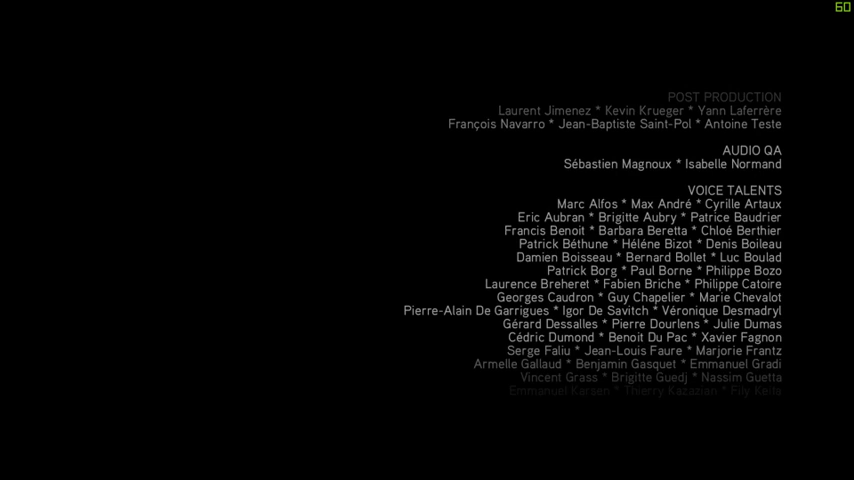 60
POST PRODUCTION
Laurent Jimenez * Kevin Krueger * Yann Laferrère
François Navarro * Jean-Baptiste Saint-Pol * Antoine Teste
AUDIO QA
Sébastien Magnoux * Isabelle Normand
VOICE TALENTS
Marc Alfos * Max André * Cyrille Artaux
Eric Aubran * Brigitte Aubry * Patrice Baudrier
Francis Benoit * Barbara Beretta * Chloé Berthier
Patrick Béthune * Héléne Bizot * Denis Boileau
Damien Boisseau * Bernard Bollet * Luc Boulad
Patrick Borg * Paul Borne * Philippe Bozo
Laurence Breheret * Fabien Briche * Philippe Catoire
Georges Caudron * Guy Chapelier * Marie Chevalot
Pierre-Alain De Garrigues * Igor De Savitch * Véronique Desmadryl
Gérard Dessalles * Pierre Dourlens * Julie Dumas
Cédric Dumond * Benoit Du Pac * Xavier Fagnon
Serge Faliu * Jean-Louis Faure * Marjorie Frantz
Armelle Gallaud * Benjamin Gasquet * Emmanuel Gradi
Vincent Grass * Brigitte Guedj * Nassim Guetta
Emmanuel Karsen * Thierry Kazazian * Fily Keita